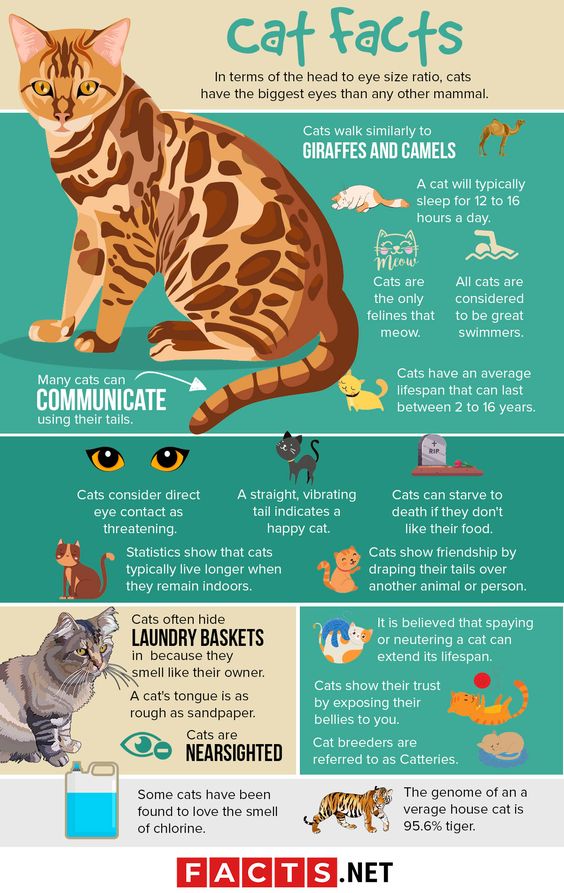 Cat Facts
In terms of the head to eye size ratio, cats
have the biggest eyes than any other mammal.
Cats walk similarly to
GIRAFFES AND CAMELS
A cat will typically
sleep for 12 to 16
hours a day.
Meow
Cats are
the only
felines that
meow.
All cats are
considered
to be great
swimmers.
Many cats can
COMMUNICATE
using their tails.
Cats have an average
lifespan that can last
between 2 to 16 years.
RIP
Cats consider direct
eye contact as
threatening.
A straight, vibrating
tail indicates a
happy cat.
Cats can starve to
death if they don't
like their food.
Statistics show that cats
typically live longer when
they remain indoors.
Cats show friendship by
draping their tails over
another animal or person.
Cats often hide
LAUNDRY BASKETS
in because they
smell like their owner.
A cat's tongue is as
rough as sandpaper.
Cats are
NEARSIGHTED
It is believed that spaying
or neutering a cat can
extend its lifespan.
Cats show their trust
by exposing their
bellies to you.
Cat breeders are
referred to as Catteries.
Some cats have been
found to love the smell
of chlorine.
The genome of an a
verage house cat is
95.6% tiger.
FACTS.NET